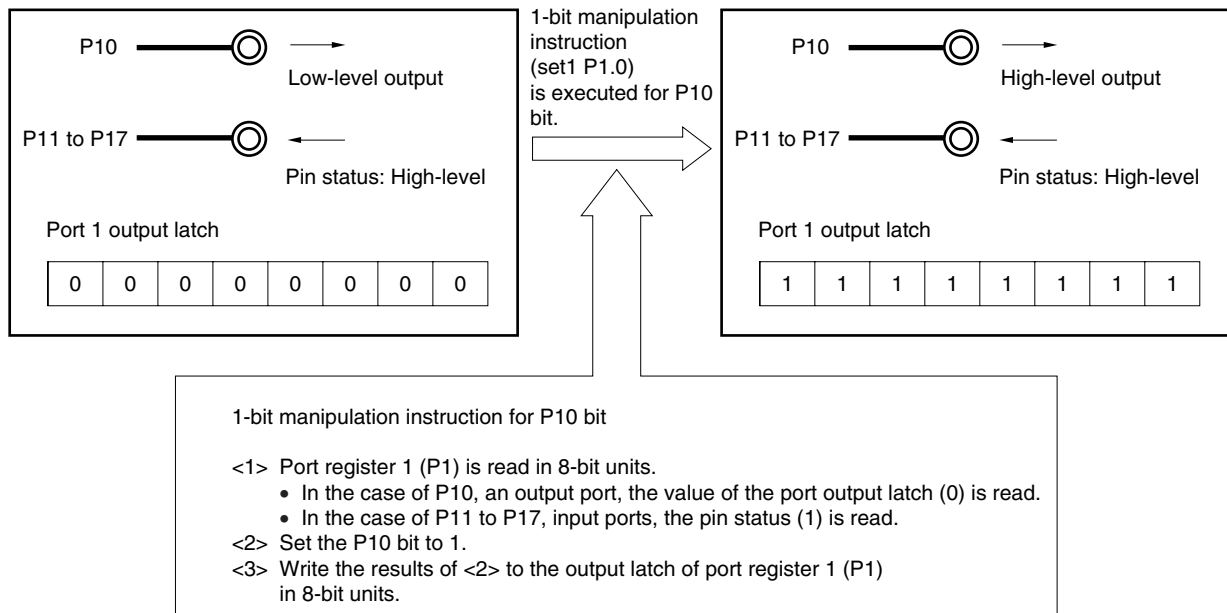 P10
Low-level output
P11 to P17
Pin status: High-level
Port 1 output latch
0 0 0 0 0 0 0 0
1-bit manipulation
instruction
(set1 P1.0)
is executed for P10
bit.
P10
High-level output
P11 to P17
Pin status: High-level
Port 1 output latch
1 1 1 1 1 1 1 1
1-bit manipulation instruction for P10 bit
<1> Port register 1 (P1) is read in 8-bit units.
• In the case of P10, an output port, the value of the port output latch (0) is read.
• In the case of P11 to P17, input ports, the pin status (1) is read.
<2> Set the P10 bit to 1.
<3> Write the results of <2> to the output latch of port register 1 (P1)
in 8-bit units.